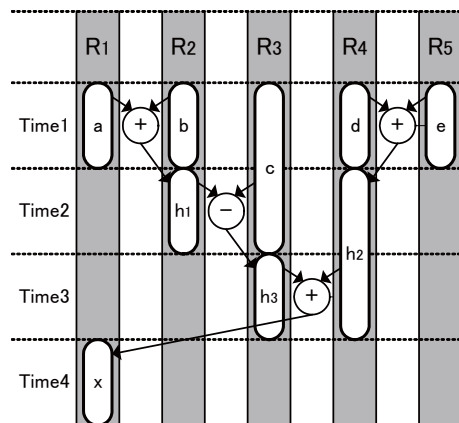 R1 R2 R3 R4 R5
Time1 a + b d + e
c
Time2 h1 −
h2
Time3 h3 +
Time4 x